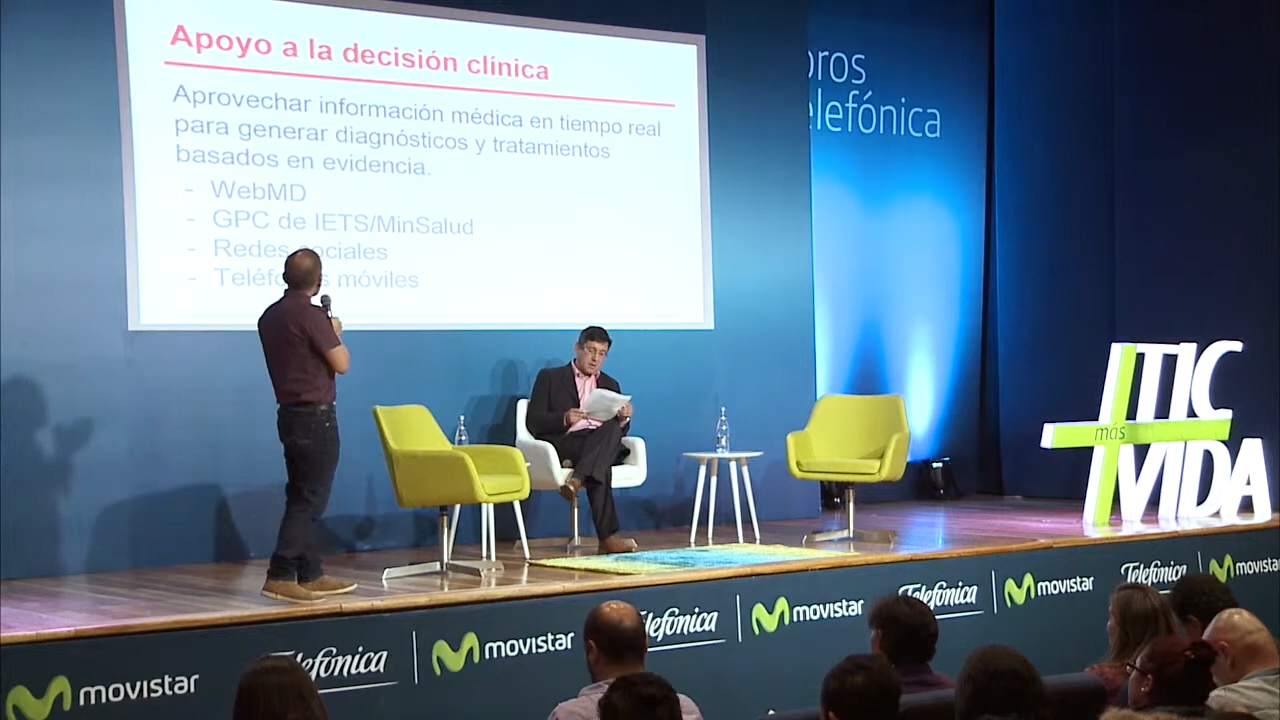 Apoyo a la decisión clínica
Aprovechar información médica en tiempo real
para generar diagnósticos y tratamientos
basados en evidencia.
- WebMD
- GPC de IETS/MinSalud
- Redes sociales
- Teléfonos móviles
oros
elefónica
TIC
más
VIDA
movistar
Telefónica
movistar
Telefónica
movistar
Telefónica
movistar
Telefónica
movistar